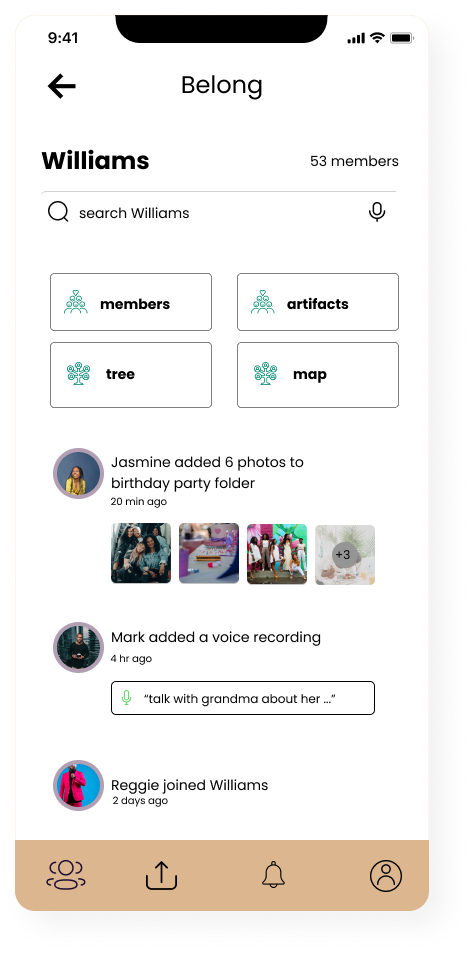 9:41
Belong
Williams
53 members
search Williams
members
artifacts
tree
map
Jasmine added 6 photos to
birthday party folder
20 min ago
+3
Mark added a voice recording
4 hr ago
“talk with grandma about her ...”
Reggie joined Williams
2 days ago